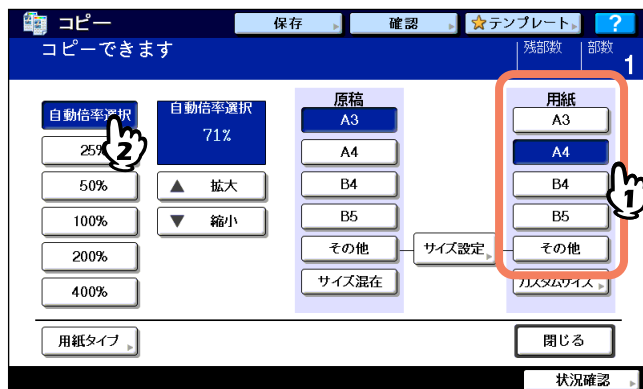 コピー
保存
確認
テンプレート
?
コピーできます
残部数
部数
1
自動倍率選択
25%
50%
100%
200%
400%
自動倍率選択
71%
▲ 拡大
▼ 縮小
原稿
A3
A4
B4
B5
その他
サイズ混在
サイズ設定
用紙
A3
A4
B4
B5
その他
カスタムサイズ
2
1
用紙タイプ
閉じる
状況確認